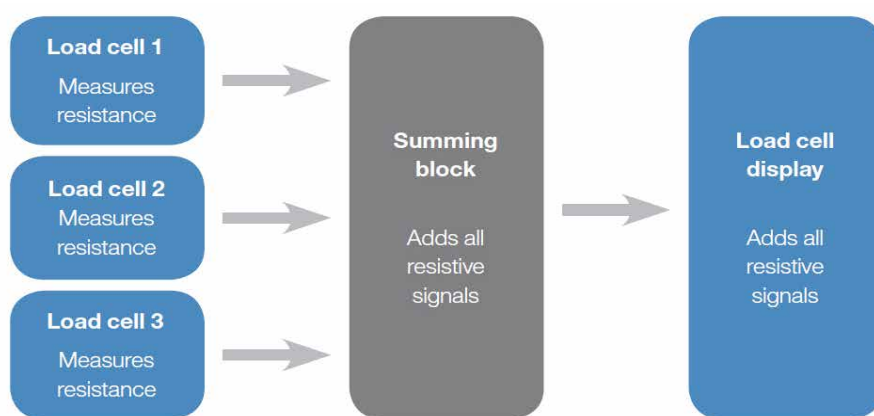 Load cell 1
Measures
resistance
Load cell 2
Measures
resistance
Load cell 3
Measures
resistance
Summing
block
Adds all
resistive
signals
Load cell
display
Adds all
resistive
signals